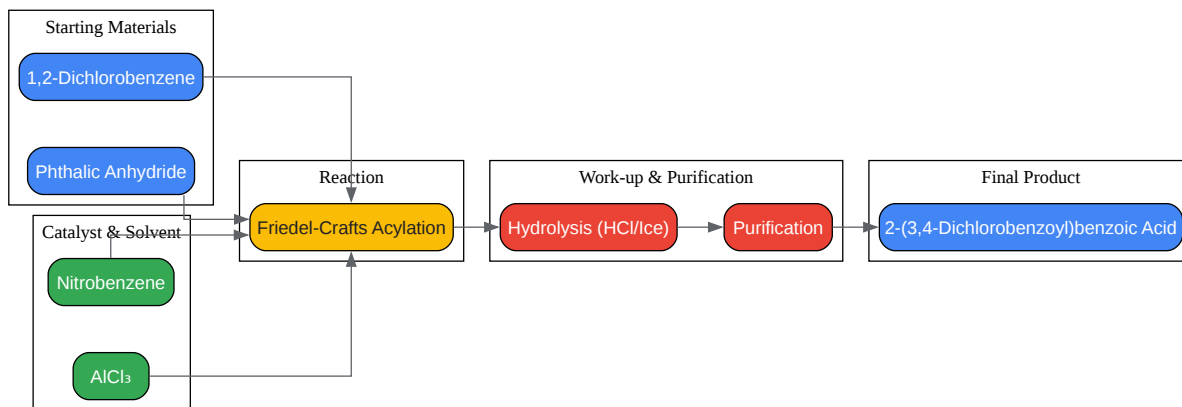 Starting Materials
1,2-Dichlorobenzene
Phthalic Anhydride
Catalyst & Solvent
Nitrobenzene
AlCl₃
Reaction
Friedel-Crafts Acylation
Work-up & Purification
Hydrolysis (HCl/Ice)
Purification
Final Product
2-(3,4-Dichlorobenzoyl)benzoic Acid